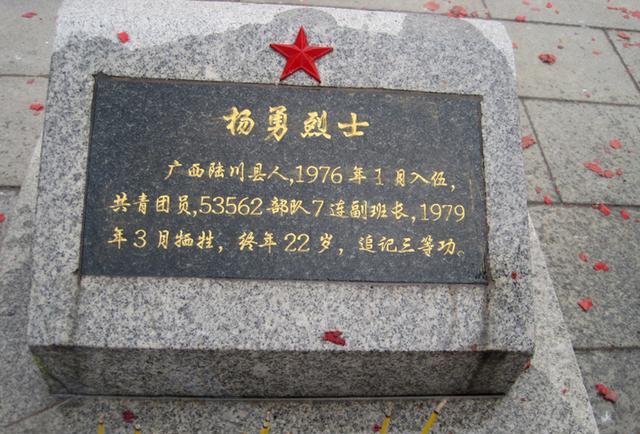 杨勇烈士
广西陆川县人,1976年1月入伍,
共青团员,53562部队7连副班长,1979
年3月牺牲，终年22岁，追记三等功。